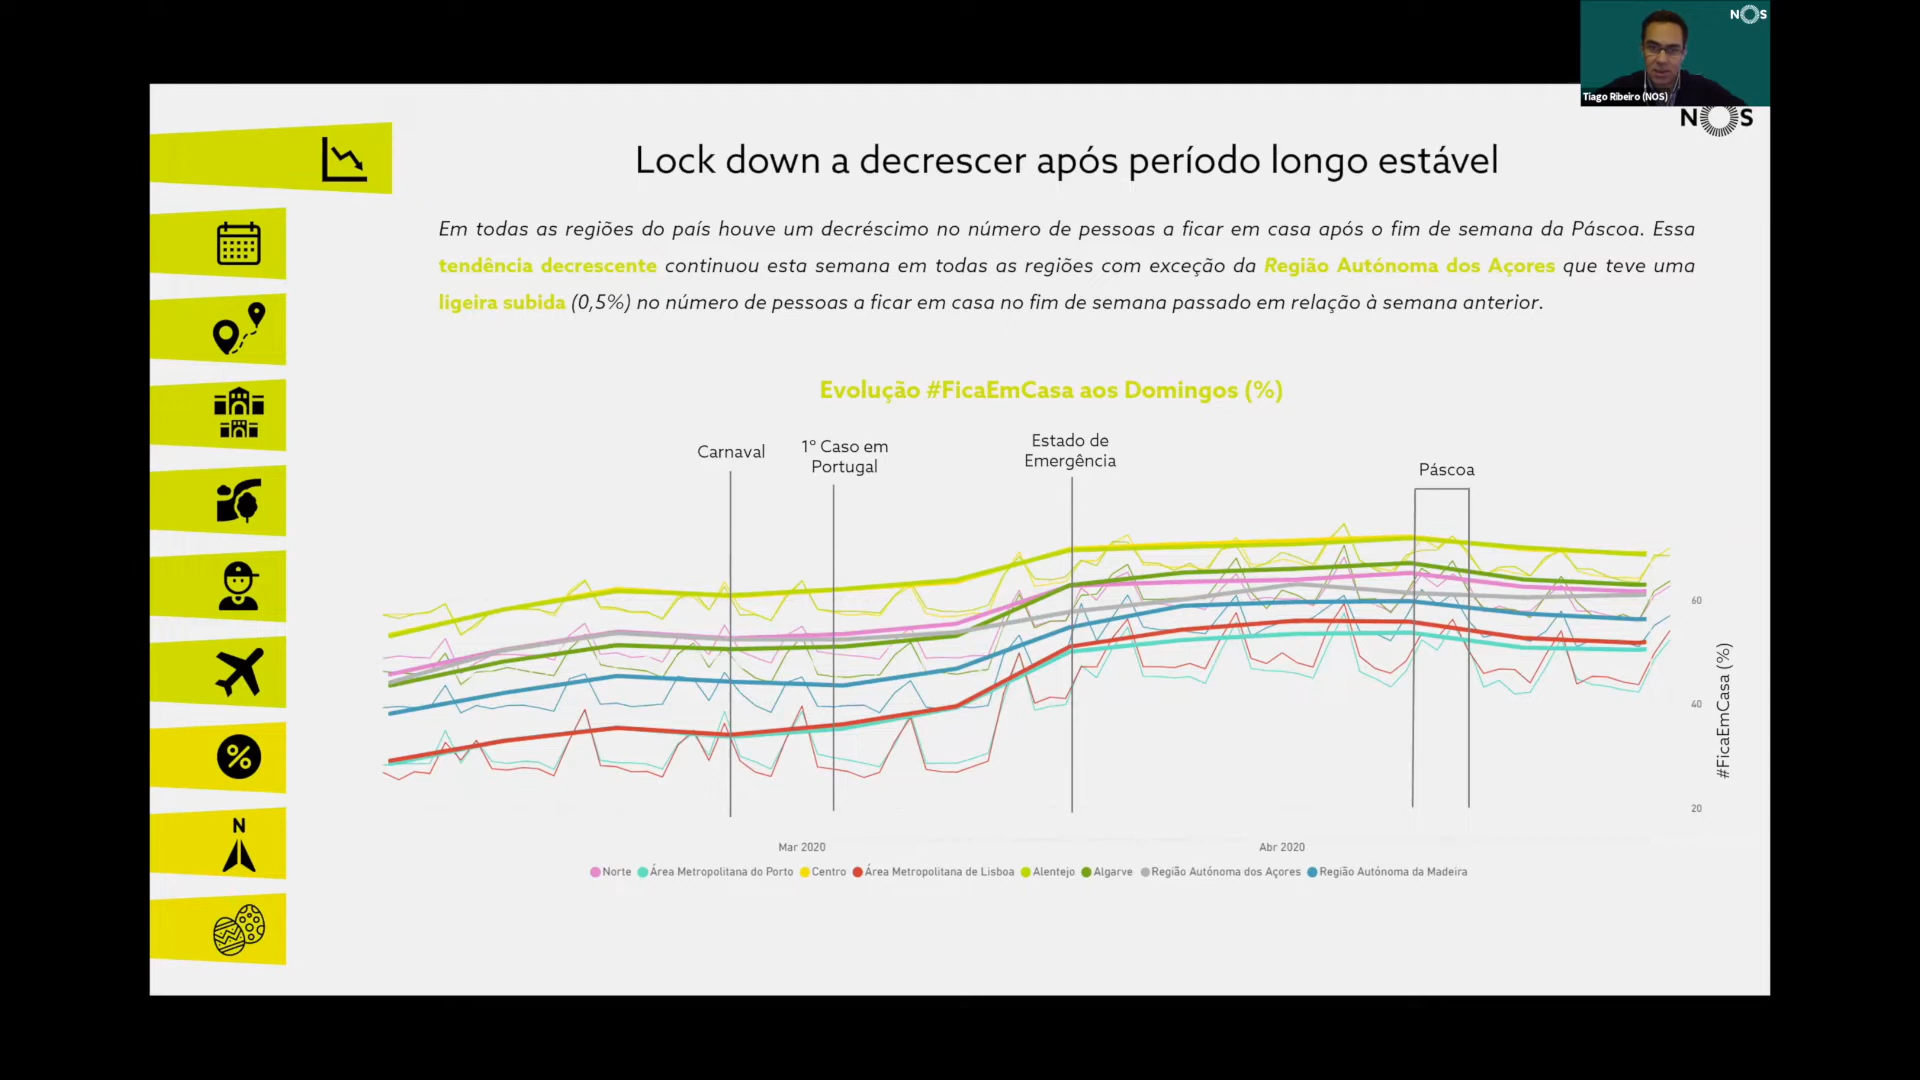 NOS
Tiago Ribeiro (NOS)
NOS
Lock down a decrescer após período longo estável
Em todas as regiões do país houve um decréscimo no número de pessoas a ficar em casa após o fim de semana da Páscoa. Essa
tendência decrescente continuou esta semana em todas as regiões com exceção da Região Autónoma dos Açores que teve uma
ligeira subida (0,5%) no número de pessoas a ficar em casa no fim de semana passado em relação à semana anterior.
Evolução #FicaEmCasa aos Domingos (%)
Carnaval
1º Caso em
Portugal
Estado de
Emergência
Páscoa
60
40
20
#FicaEmCasa (%)
%
N
Mar 2020
Abr 2020
Norte Área Metropolitana do Porto Centro Área Metropolitana de Lisboa Alentejo Algarve Região Autónoma dos Açores Região Autónoma da Madeira